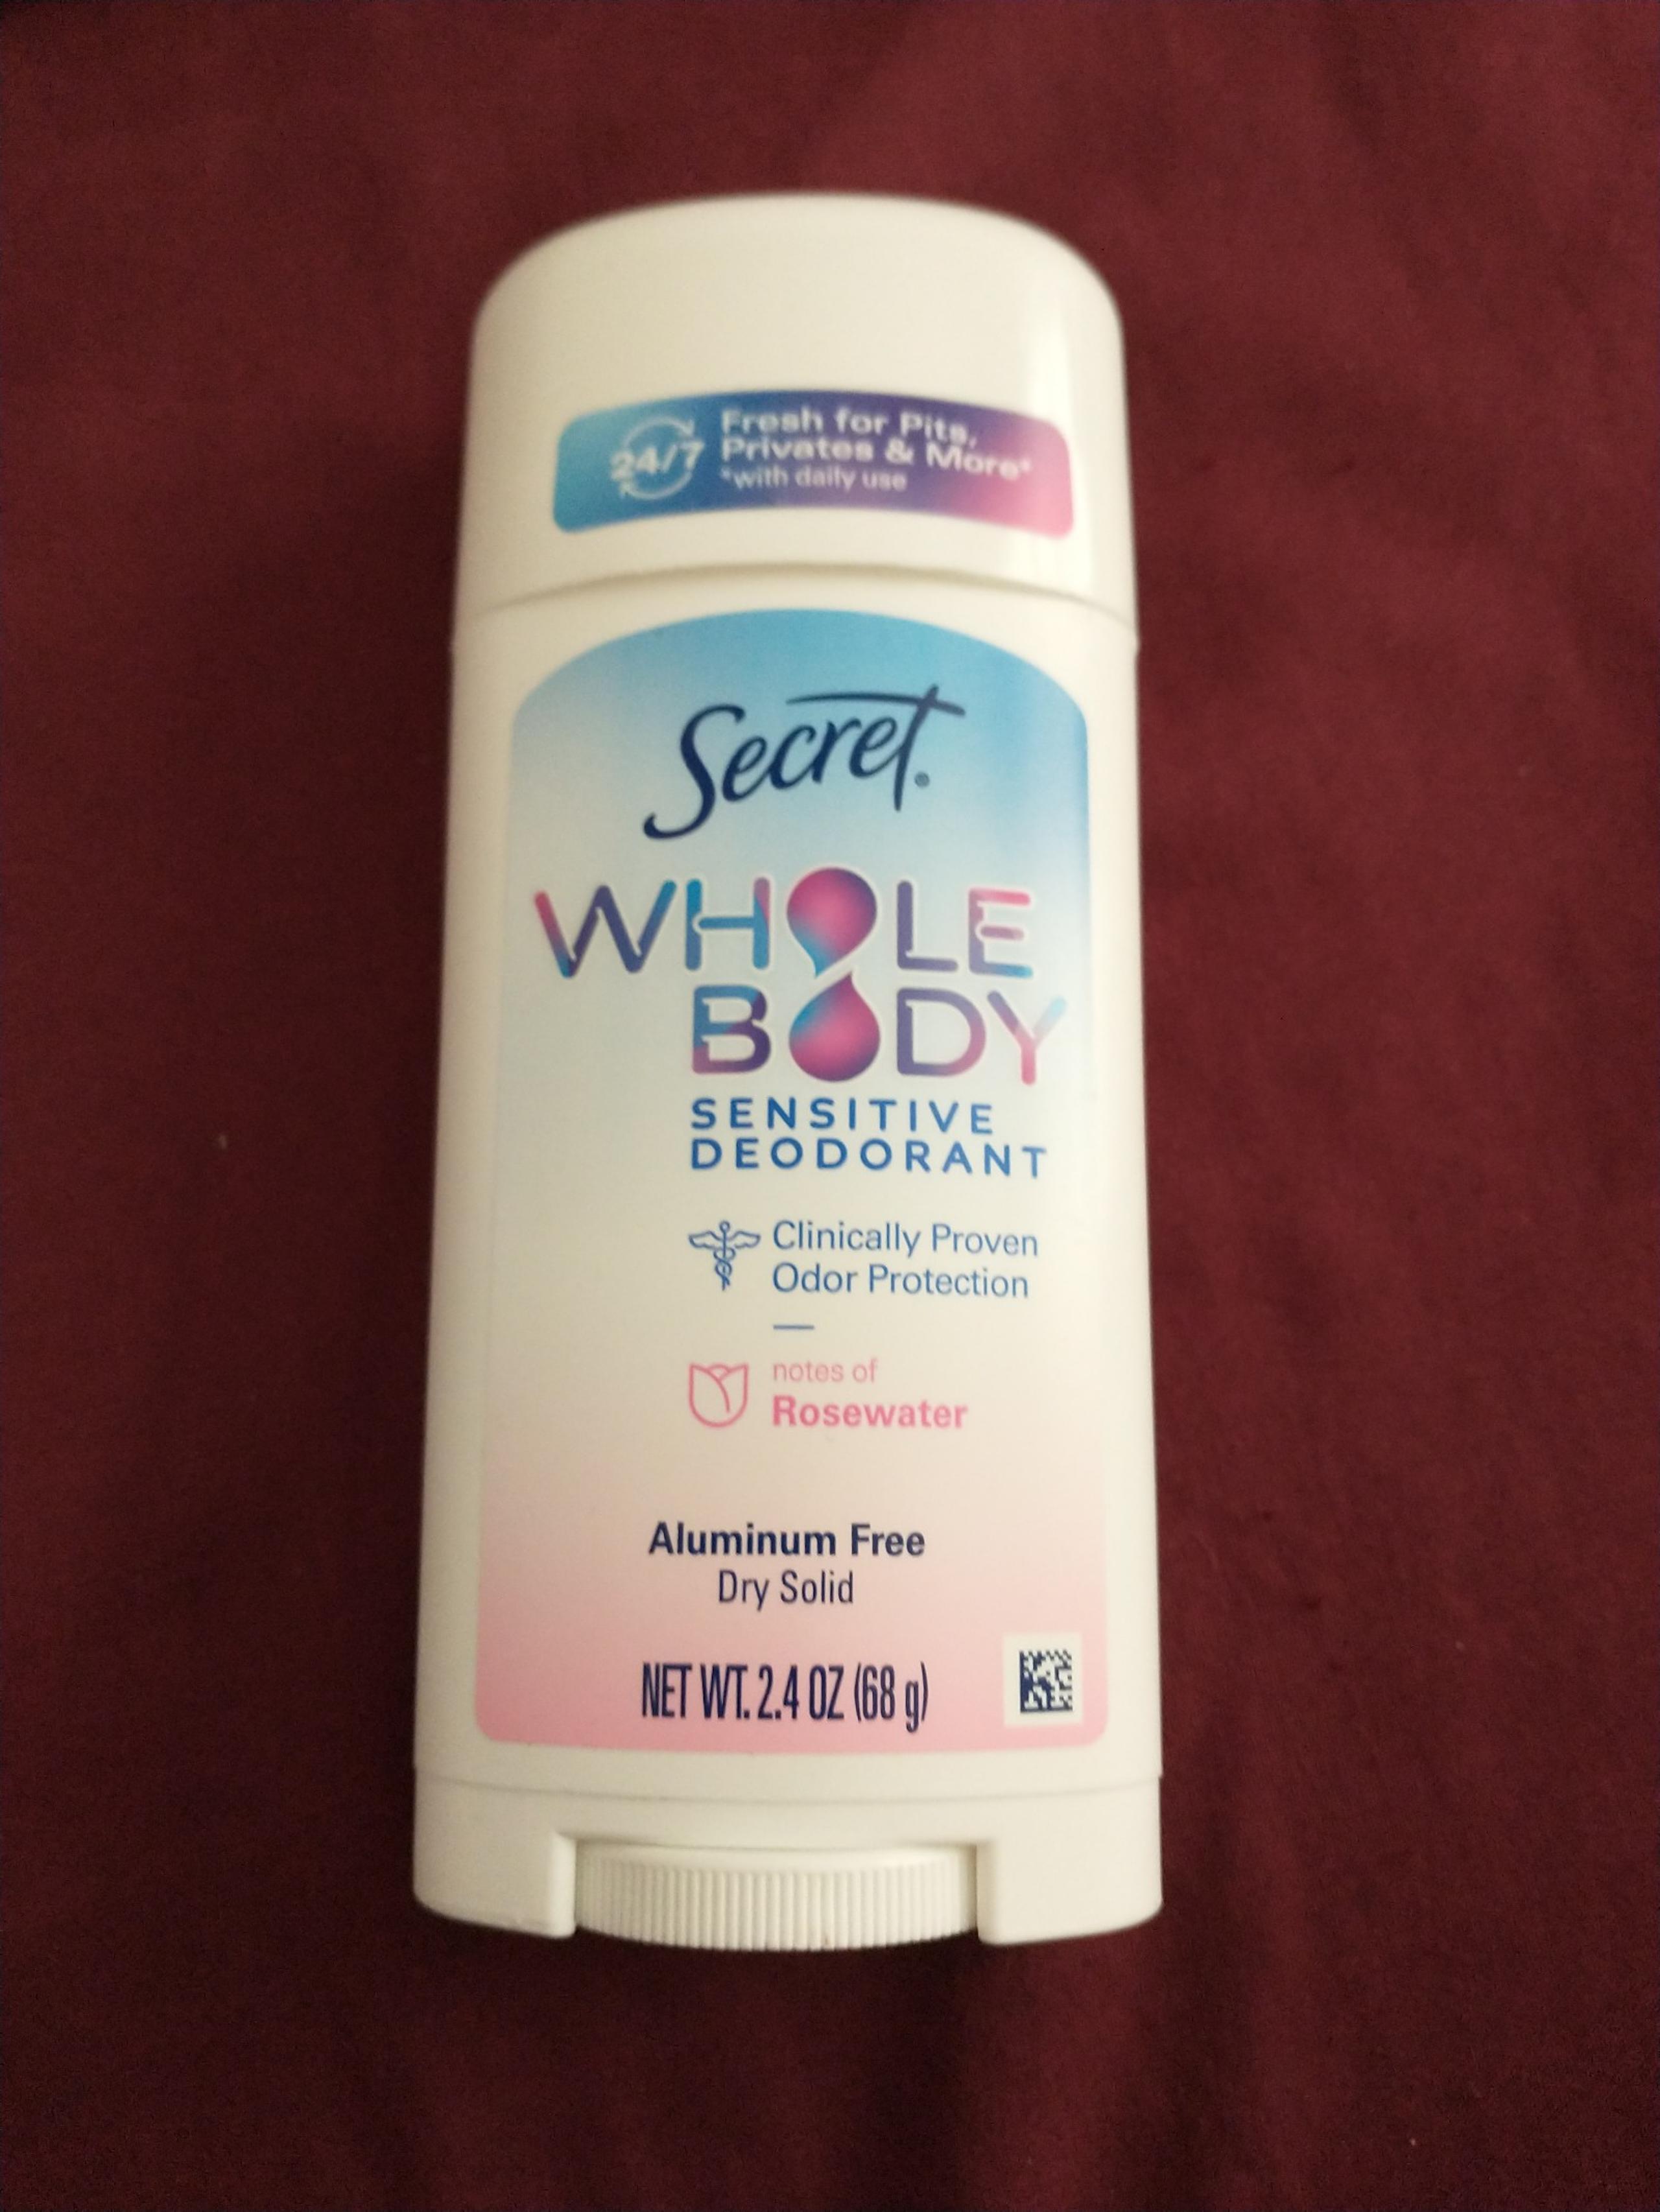 24/7
Fresh for Pits,
Privates & More*
*with daily use
Secret®
WHOLE
BODY
SENSITIVE
DEODORANT
Clinically Proven
Odor Protection
notes of
Rosewater
Aluminum Free
Dry Solid
NET WT. 2.4 OZ (68 g)